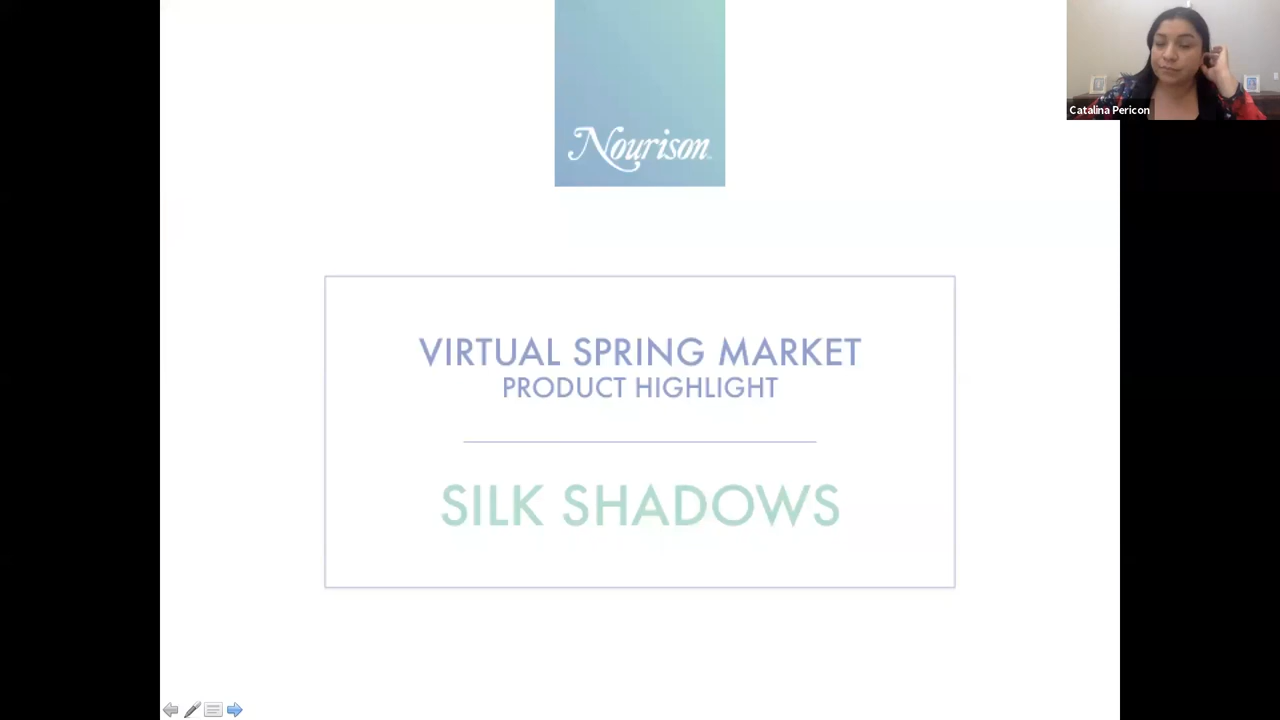 Nourison
Catalina Pericon
VIRTUAL SPRING MARKET
PRODUCT HIGHLIGHT
SILK SHADOWS